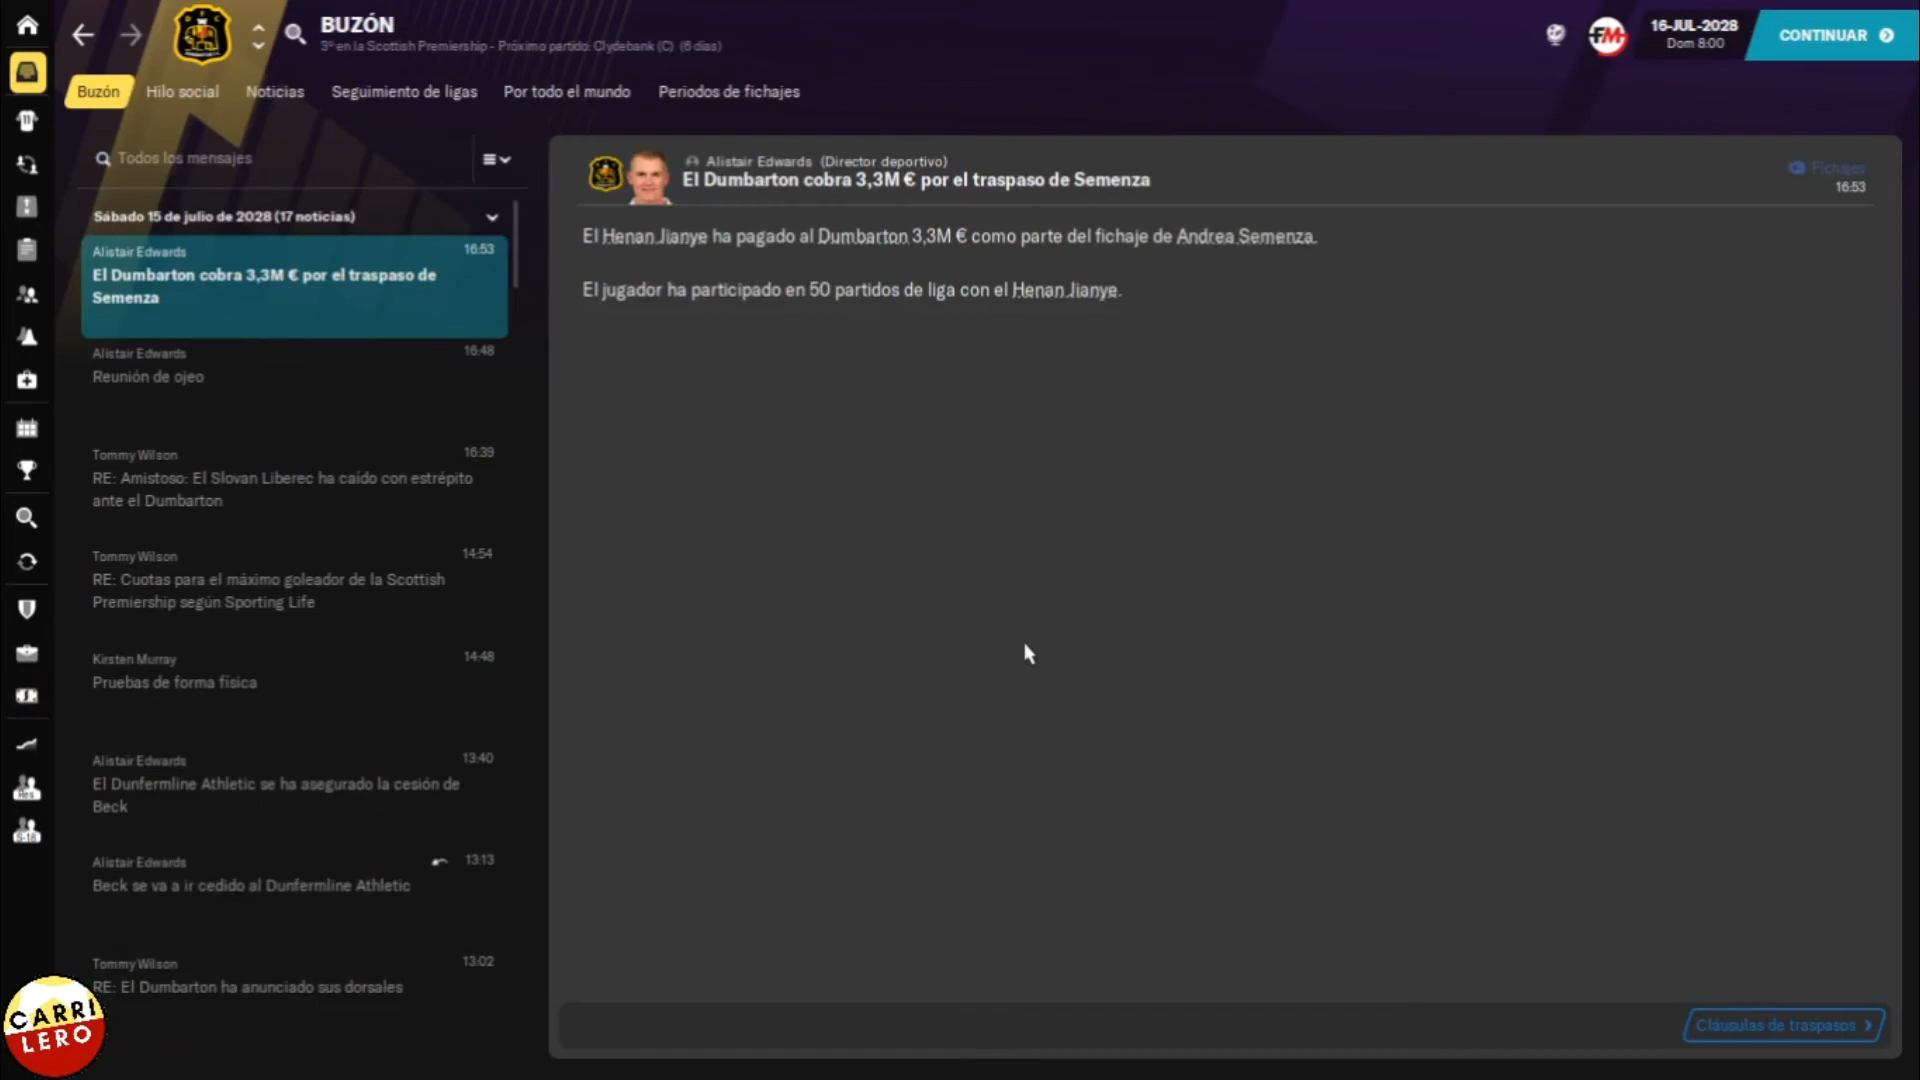 BUZÓN
3º en la Scottish Premiership - Próximo partido: Clydebank (C) (6 días)
FM
16-JUL-2028
Dom 8:00
CONTINUAR
Buzón
Hilo social
Noticias
Seguimiento de ligas
Por todo el mundo
Periodos de fichajes
Todos los mensajes
Sábado 15 de julio de 2028 (17 noticias)
Alistair Edwards 16:53
El Dumbarton cobra 3,3M € por el traspaso de
Semenza
Alistair Edwards 16:48
Reunión de ojeo
Tommy Wilson 16:39
RE: Amistoso: El Slovan Liberec ha caído con estrépito
ante el Dumbarton
Tommy Wilson 14:54
RE: Cuotas para el máximo goleador de la Scottish
Premiership según Sporting Life
Kirsten Murray 14:48
Pruebas de forma física
Alistair Edwards 13:40
El Dunfermline Athletic se ha asegurado la cesión de
Beck
Alistair Edwards 13:13
Beck se va a ir cedido al Dunfermline Athletic
Tommy Wilson 13:02
RE: El Dumbarton ha anunciado sus dorsales
Alistair Edwards (Director deportivo)
El Dumbarton cobra 3,3M € por el traspaso de Semenza
Fichajes
16:53
El Henan Jianye ha pagado al Dumbarton 3,3M € como parte del fichaje de Andrea Semenza.
El jugador ha participado en 50 partidos de liga con el Henan Jianye.
Cláusulas de traspasos
CARRI
LERO